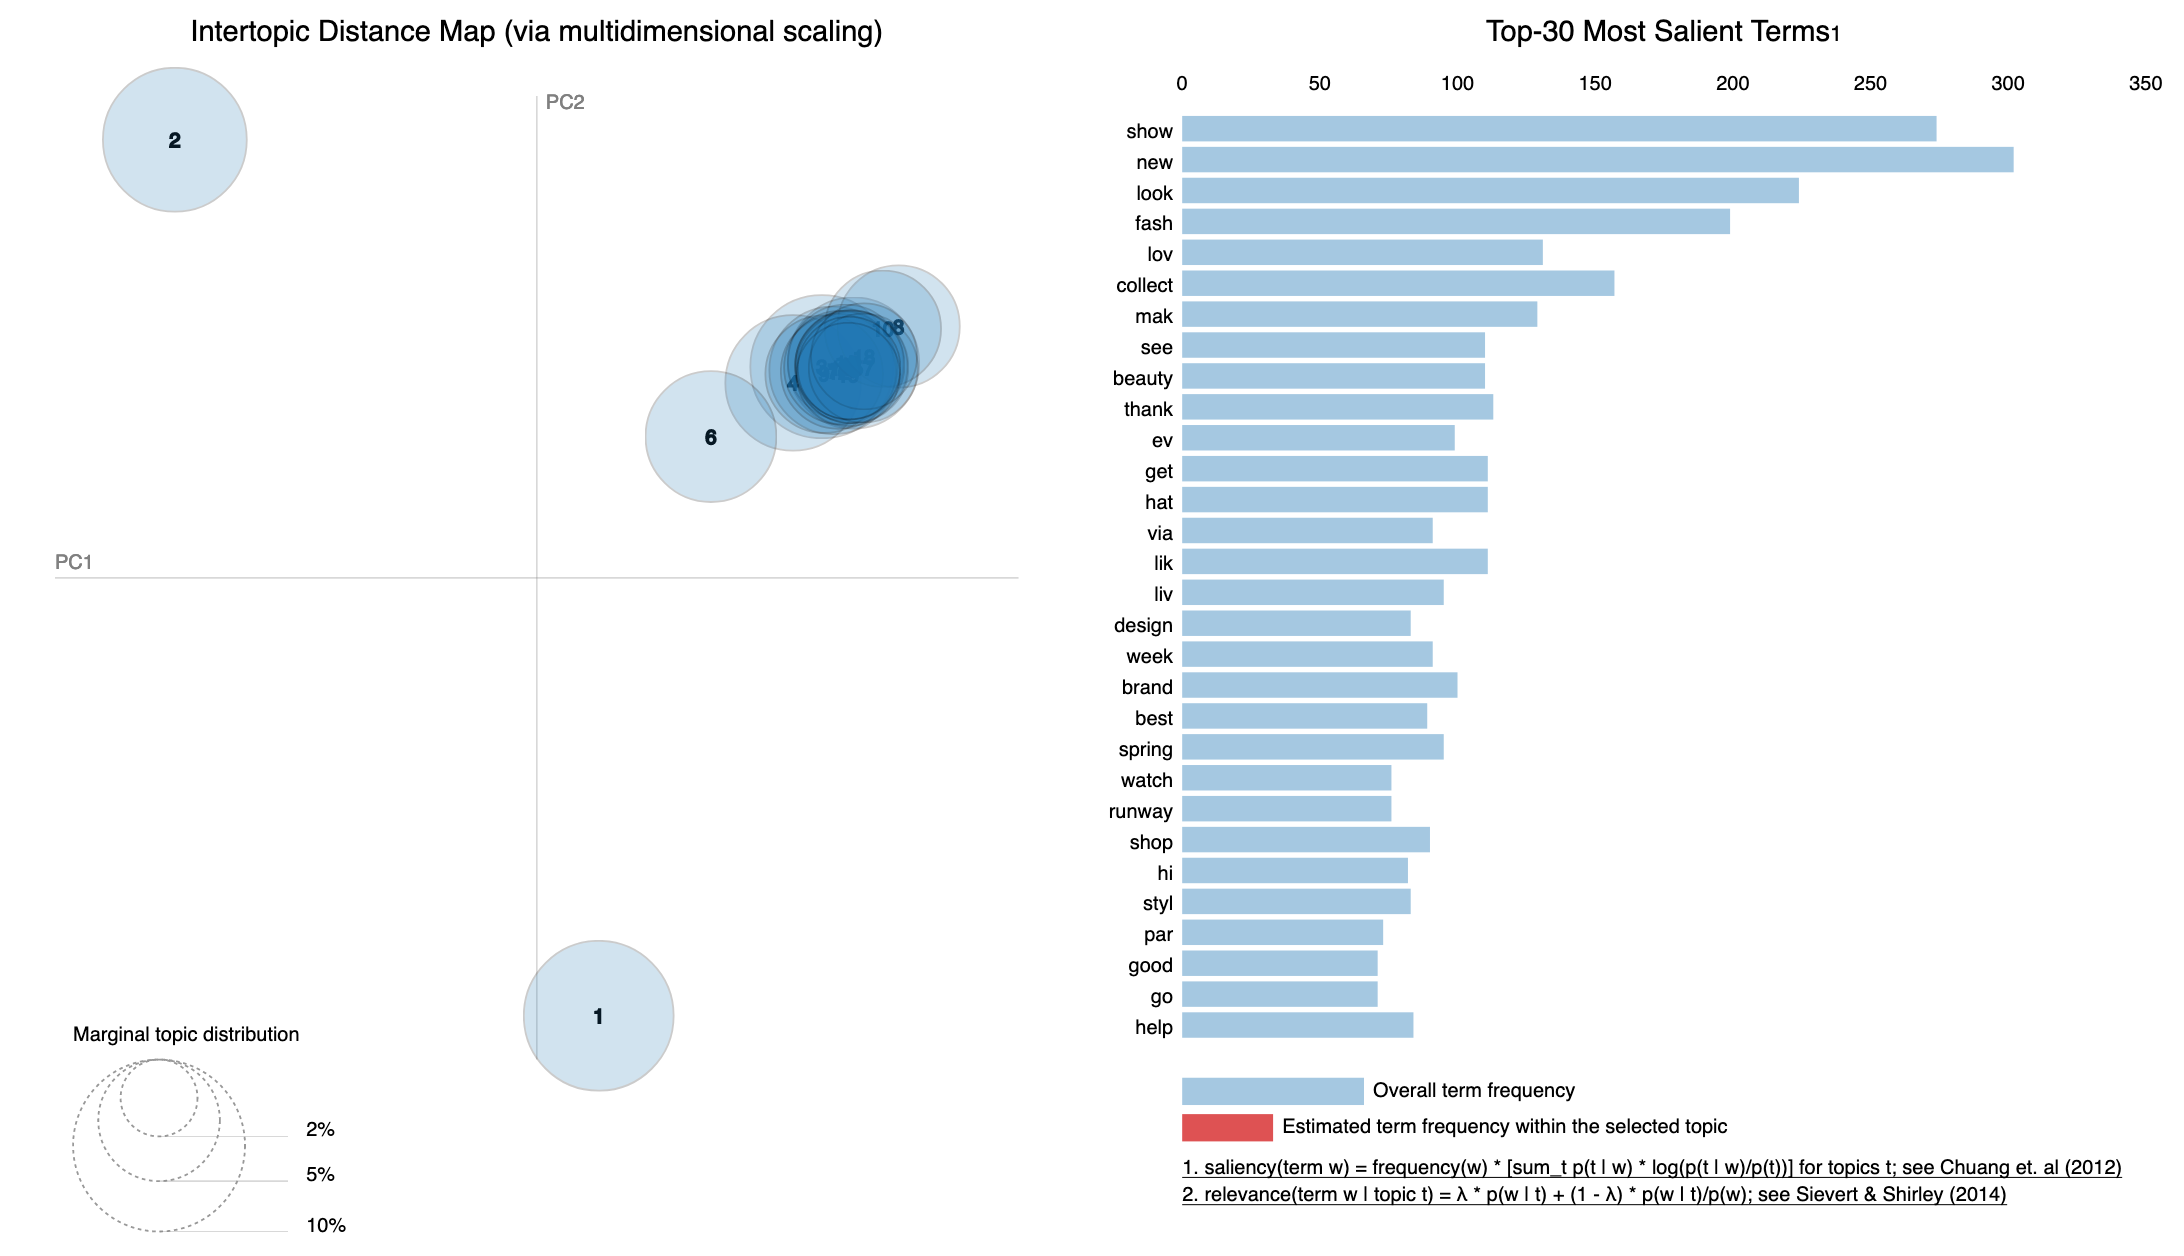 Intertopic Distance Map (via multidimensional scaling)
PC2
2
6
4
8
PC1
1
Marginal topic distribution
2%
5%
10%
Top-30 Most Salient Terms1
0 50 100 150 200 250 300 350
show
new
look
fash
lov
collect
mak
see
beauty
thank
ev
get
hat
via
lik
liv
design
week
brand
best
spring
watch
runway
shop
hi
styl
par
good
go
help
Overall term frequency
Estimated term frequency within the selected topic
1. saliency(term w) = frequency(w) * [sum_t p(t | w) * log(p(t | w)/p(t))] for topics t; see Chuang et. al (2012)
2. relevance(term w | topic t) = λ * p(w | t) + (1 - λ) * p(w | t)/p(w); see Sievert & Shirley (2014)